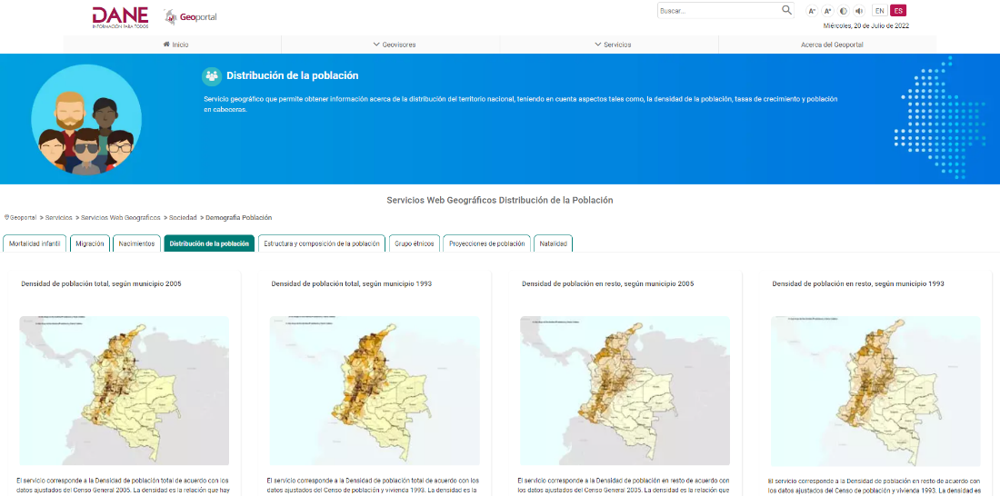 DANE
INFORMACIÓN PARA TODOS
Geoportal
Buscar...
A- A+ EN ES
Miércoles, 20 de Julio de 2022
Inicio
Geovisores
Servicios
Acerca del Geoportal
Distribución de la población
Servicio geográfico que permite obtener información acerca de la distribución del territorio nacional, teniendo en cuenta aspectos tales como, la densidad de la población, tasas de crecimiento y población
en cabeceras.
Servicios Web Geográficos Distribución de la Población
Geoportal » Servicios » Servicios Web Geograficos » Sociedad » Demografia Población
Mortalidad infantil
Migración
Nacimientos
Distribución de la población
Estructura y composición de la población
Grupo étnicos
Proyecciones de población
Natalidad
Densidad de población total, según municipio 2005
Densidad de población total, según municipio 1993
Densidad de población en resto, según municipio 2005
Densidad de población en resto, según municipio 1993
El servicio corresponde a la Densidad de población total de acuerdo con los
datos ajustados del Censo General 2005. La densidad es la relación que hay
El servicio corresponde a la Densidad de población total de acuerdo con los
datos ajustados del Censo de población y vivienda 1993. La densidad es la
El servicio corresponde a la Densidad de población en resto de acuerdo con
los datos ajustados del Censo General 2005. La densidad es la relación que
El servicio corresponde a la Densidad de población en resto de acuerdo con
los datos ajustados del Censo de población y vivienda 1993. La densidad es